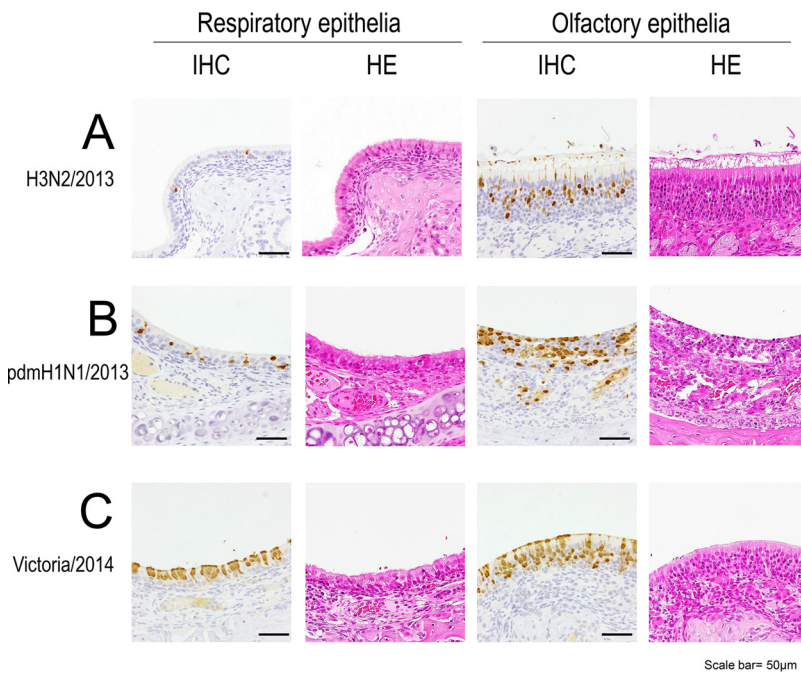 Respiratory epithelia
Olfactory epithelia
IHC
HE
IHC
HE
A
H3N2/2013
B
pdmH1N1/2013
C
Victoria/2014
Scale bar= 50μm